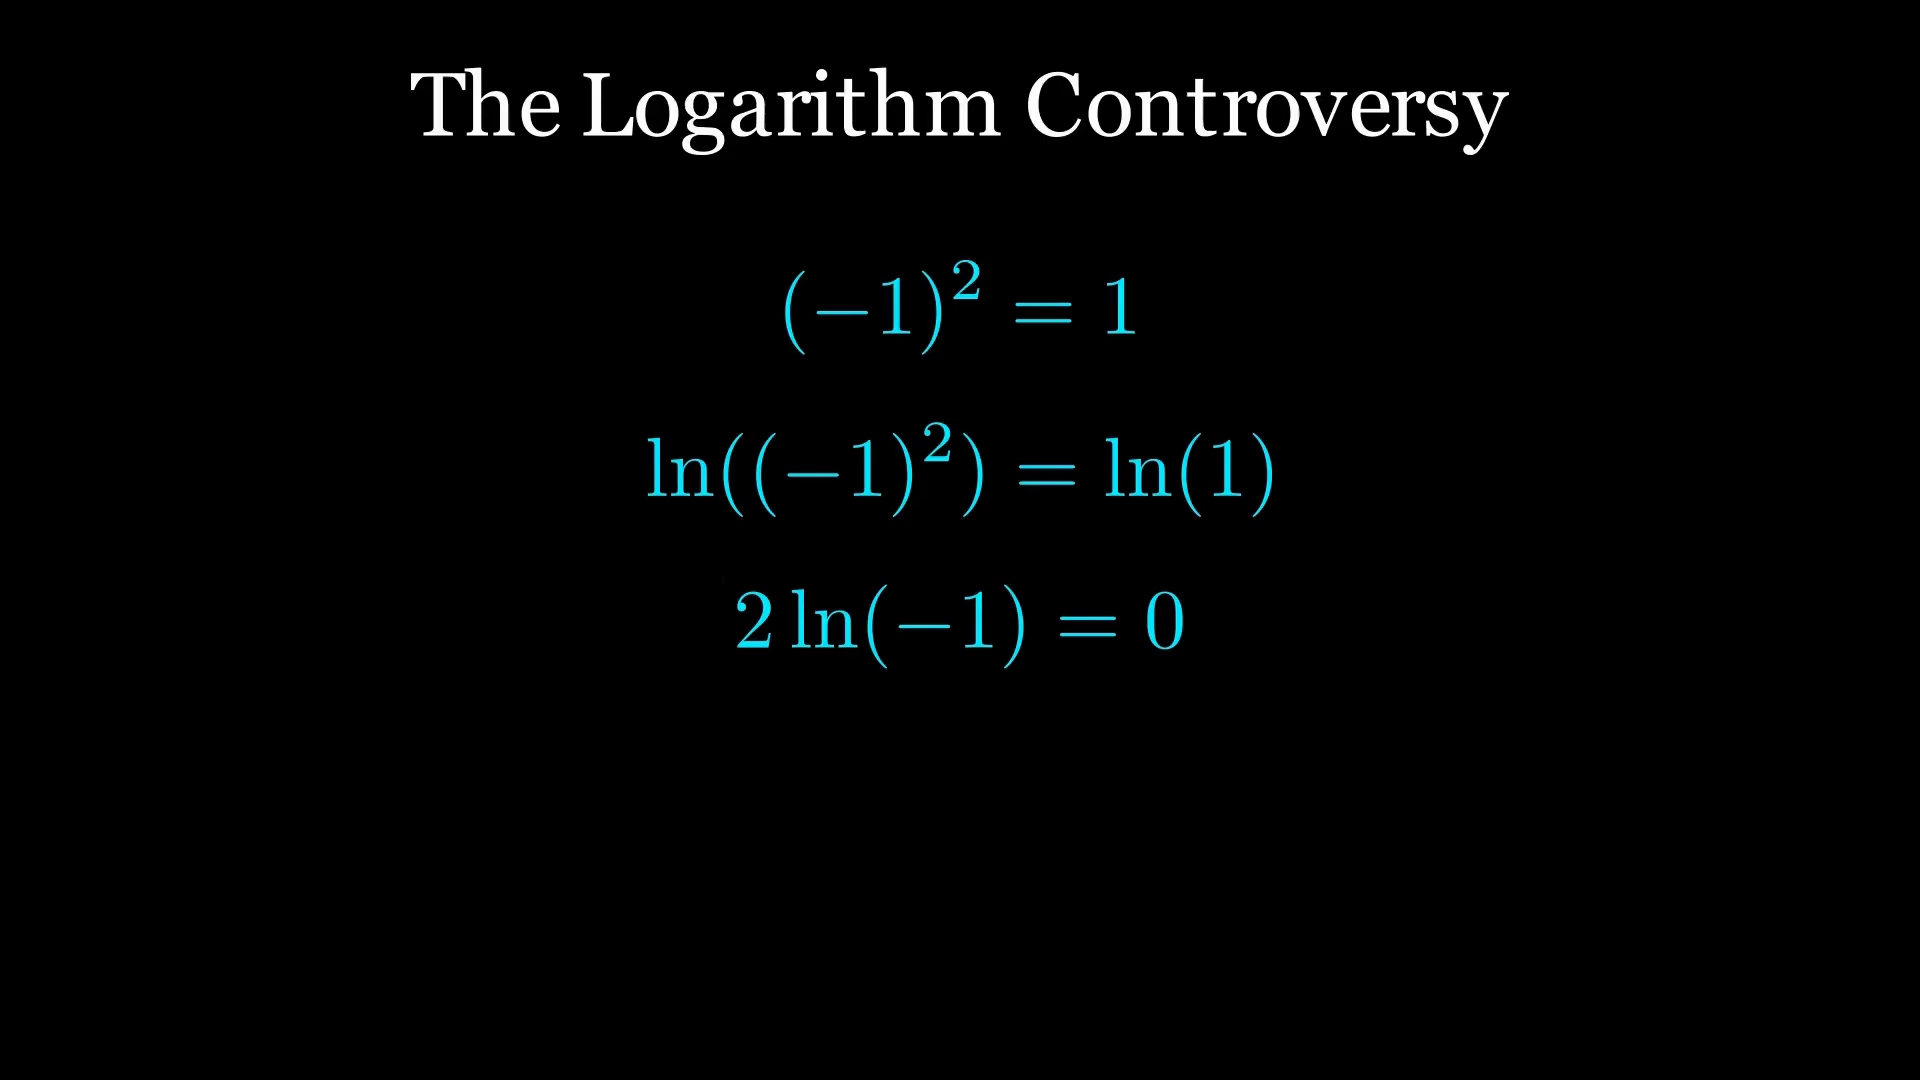 The Logarithm Controversy
(−1)² = 1
ln((−1)²) = ln(1)
2 ln(−1) = 0